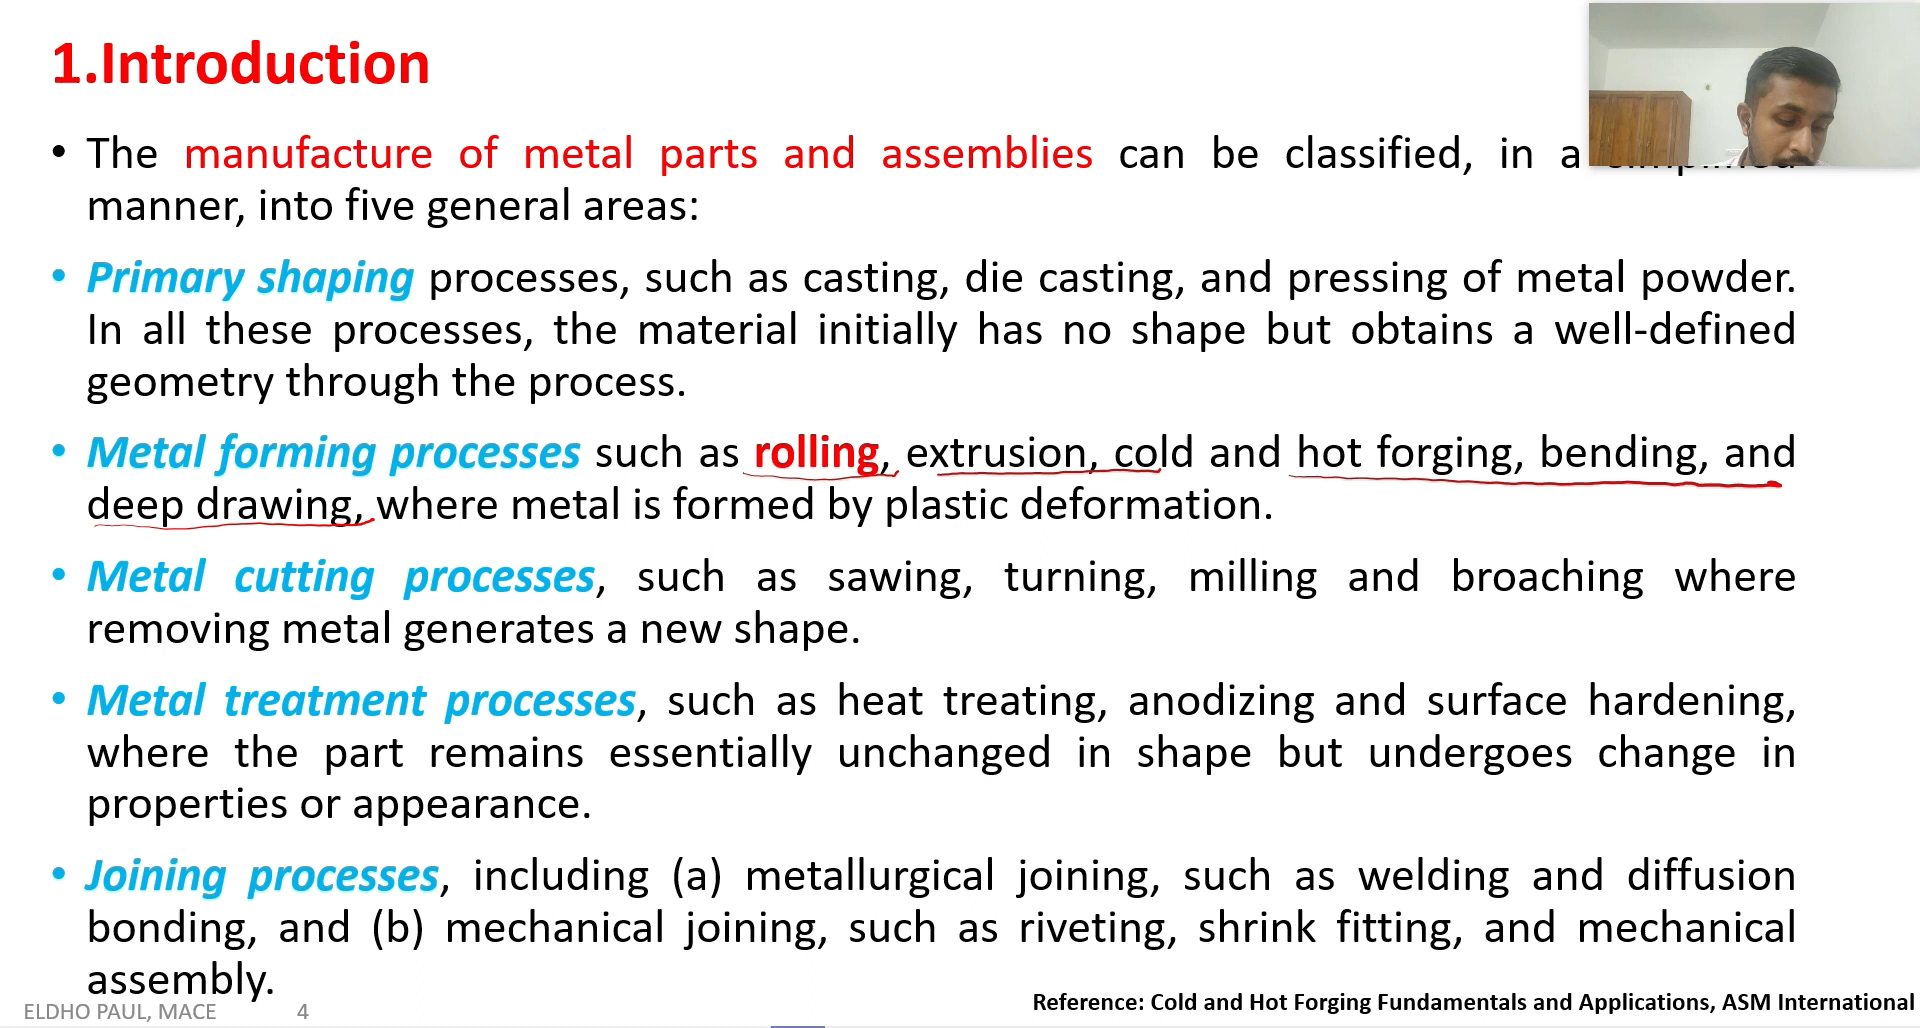 1.Introduction
• The manufacture of metal parts and assemblies can be classified, in a simplified
manner, into five general areas:
• Primary shaping processes, such as casting, die casting, and pressing of metal powder.
In all these processes, the material initially has no shape but obtains a well-defined
geometry through the process.
• Metal forming processes such as rolling, extrusion, cold and hot forging, bending, and
deep drawing, where metal is formed by plastic deformation.
• Metal cutting processes, such as sawing, turning, milling and broaching where
removing metal generates a new shape.
• Metal treatment processes, such as heat treating, anodizing and surface hardening,
where the part remains essentially unchanged in shape but undergoes change in
properties or appearance.
• Joining processes, including (a) metallurgical joining, such as welding and diffusion
bonding, and (b) mechanical joining, such as riveting, shrink fitting, and mechanical
assembly.
ELDHO PAUL, MACE 4
Reference: Cold and Hot Forging Fundamentals and Applications, ASM International